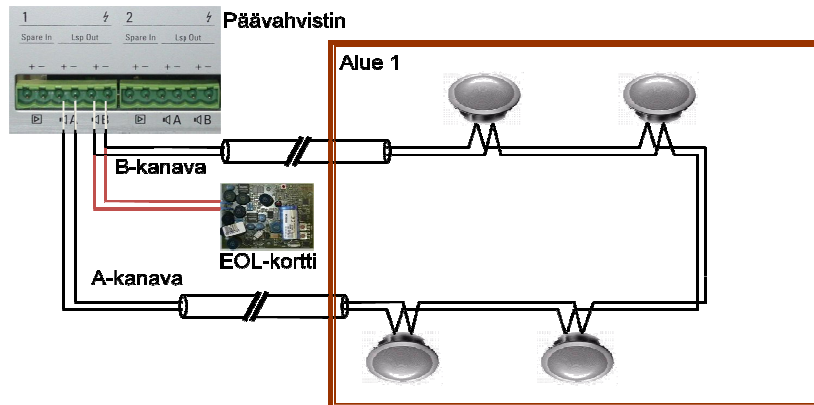 1 2
Päävahvistin
Spare In Lsp Out Spare In Lsp Out
+ - + - + - + -
Alue 1
A B A B
B-kanava
EOL-kortti
A-kanava